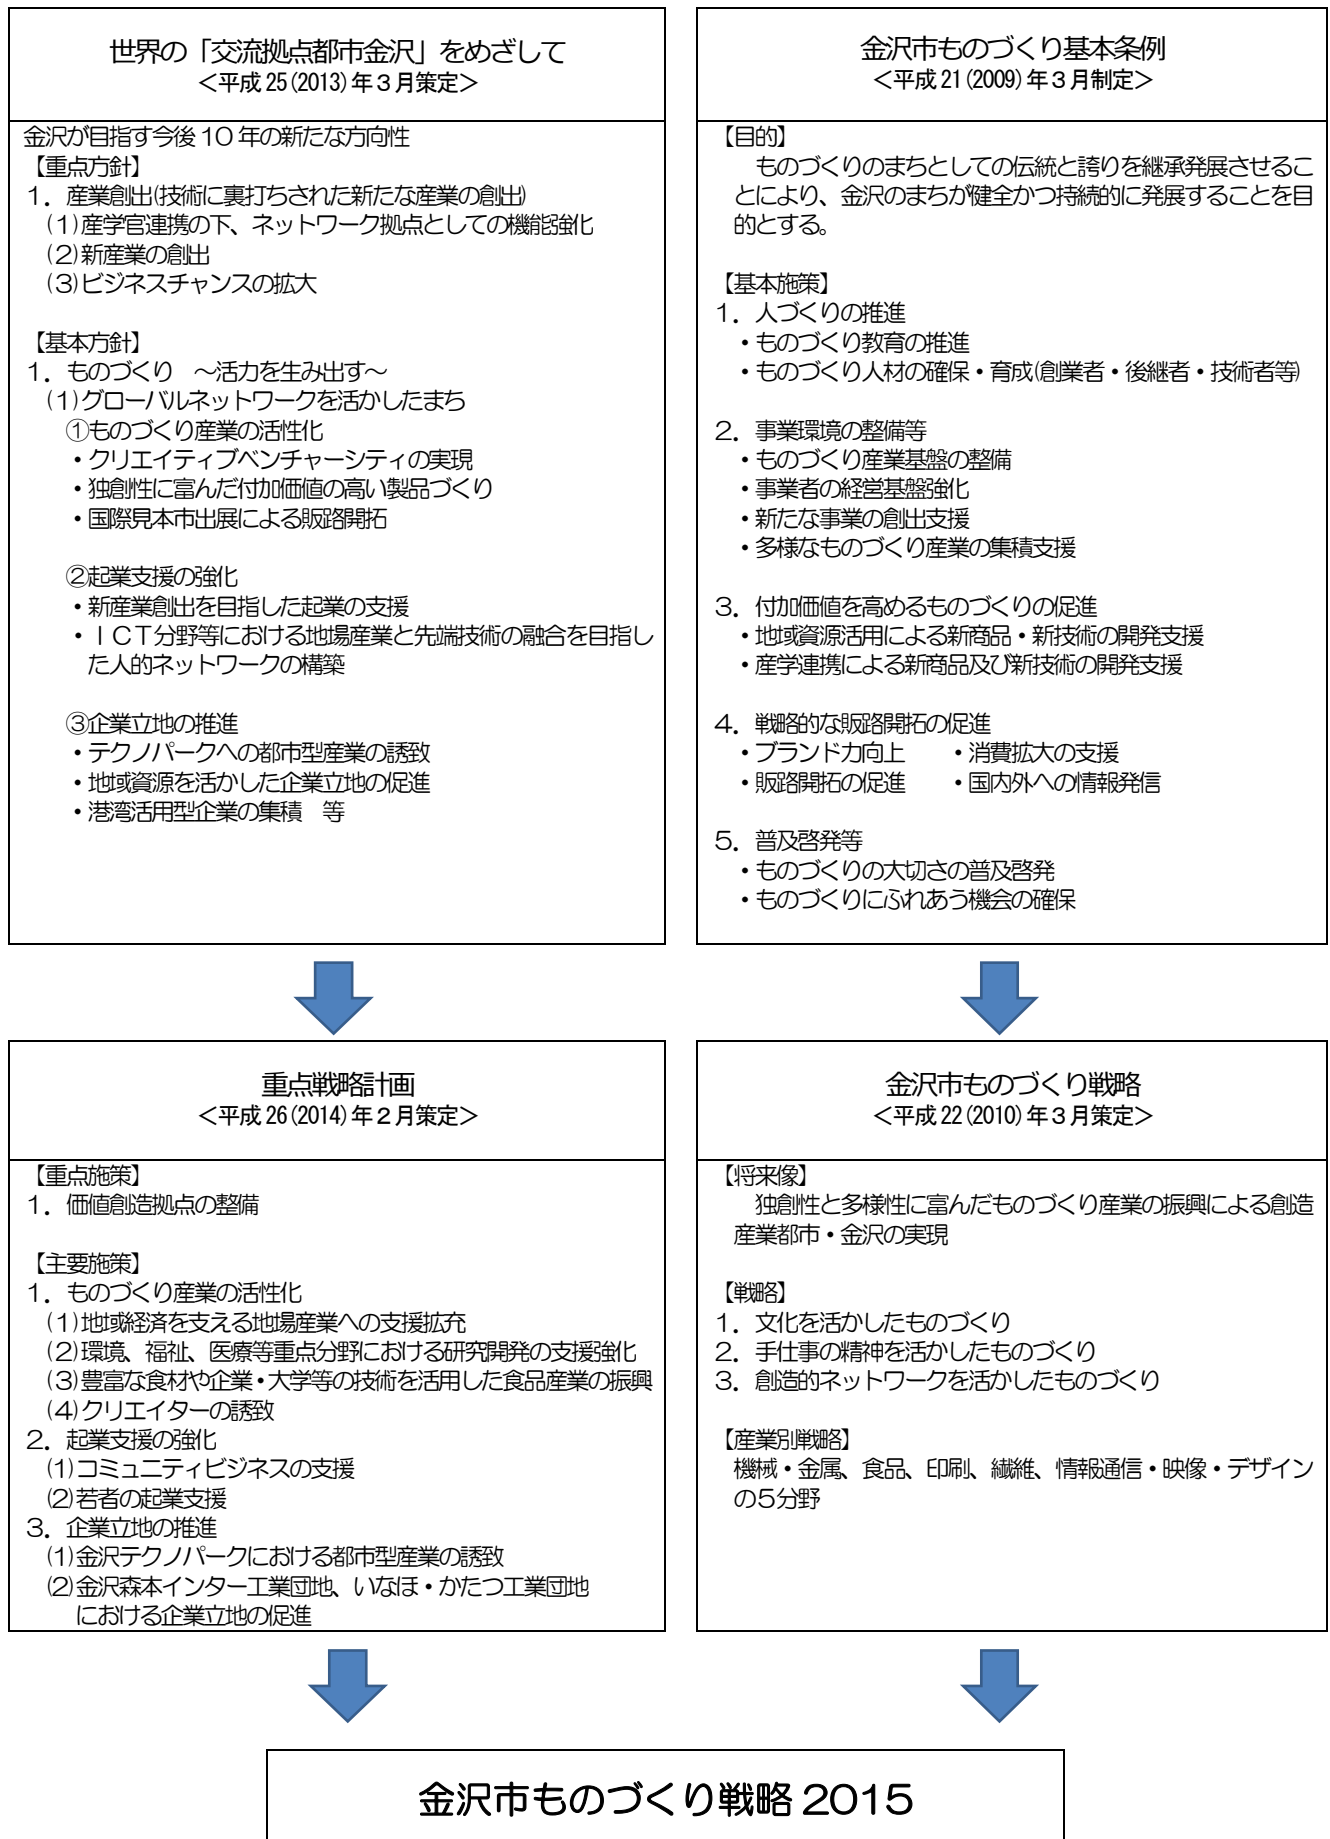 世界の「交流拠点都市金沢」をめざして
＜平成25(2013)年３月策定＞
金沢が目指す今後10年の新たな方向性
【重点方針】
１．産業創出(技術に裏打ちされた新たな産業の創出)
(１)産学官連携の下、ネットワーク拠点としての機能強化
(２)新産業の創出
(３)ビジネスチャンスの拡大
【基本方針】
１．ものづくり　～活力を生み出す～
(１)グローバルネットワークを活かしたまち
①ものづくり産業の活性化
・クリエイティブベンチャーシティの実現
・独創性に富んだ付加価値の高い製品づくり
・国際見本市出展による販路開拓
②起業支援の強化
・新産業創出を目指した起業の支援
・ＩＣＴ分野等における地場産業と先端技術の融合を目指し
た人的ネットワークの構築
③企業立地の推進
・テクノパークへの都市型産業の誘致
・地域資源を活かした企業立地の促進
・港湾活用型企業の集積　等
金沢市ものづくり基本条例
＜平成21(2009)年３月制定＞
【目的】
ものづくりのまちとしての伝統と誇りを継承発展させるこ
とにより、金沢のまちが健全かつ持続的に発展することを目
的とする。
【基本施策】
１．人づくりの推進
・ものづくり教育の推進
・ものづくり人材の確保・育成(創業者・後継者・技術者等)
２．事業環境の整備等
・ものづくり産業基盤の整備
・事業者の経営基盤強化
・新たな事業の創出支援
・多様なものづくり産業の集積支援
３．付加価値を高めるものづくりの促進
・地域資源活用による新商品・新技術の開発支援
・産学連携による新商品及び新技術の開発支援
４．戦略的な販路開拓の促進
・ブランド力向上　・消費拡大の支援
・販路開拓の促進　・国内外への情報発信
５．普及啓発等
・ものづくりの大切さの普及啓発
・ものづくりにふれあう機会の確保
重点戦略計画
＜平成26(2014)年２月策定＞
【重点施策】
１．価値創造拠点の整備
【主要施策】
１．ものづくり産業の活性化
(１)地域経済を支える地場産業への支援拡充
(２)環境、福祉、医療等重点分野における研究開発の支援強化
(３)豊富な食材や企業・大学等の技術を活用した食品産業の振興
(４)クリエイターの誘致
２．起業支援の強化
(１)コミュニティビジネスの支援
(２)若者の起業支援
３．企業立地の推進
(１)金沢テクノパークにおける都市型産業の誘致
(２)金沢森本インター工業団地、いなほ・かたつ工業団地
における企業立地の促進
金沢市ものづくり戦略
＜平成22(2010)年３月策定＞
【将来像】
独創性と多様性に富んだものづくり産業の振興による創造
産業都市・金沢の実現
【戦略】
１．文化を活かしたものづくり
２．手仕事の精神を活かしたものづくり
３．創造的ネットワークを活かしたものづくり
【産業別戦略】
機械・金属、食品、印刷、繊維、情報通信・映像・デザイン
の５分野
金沢市ものづくり戦略2015